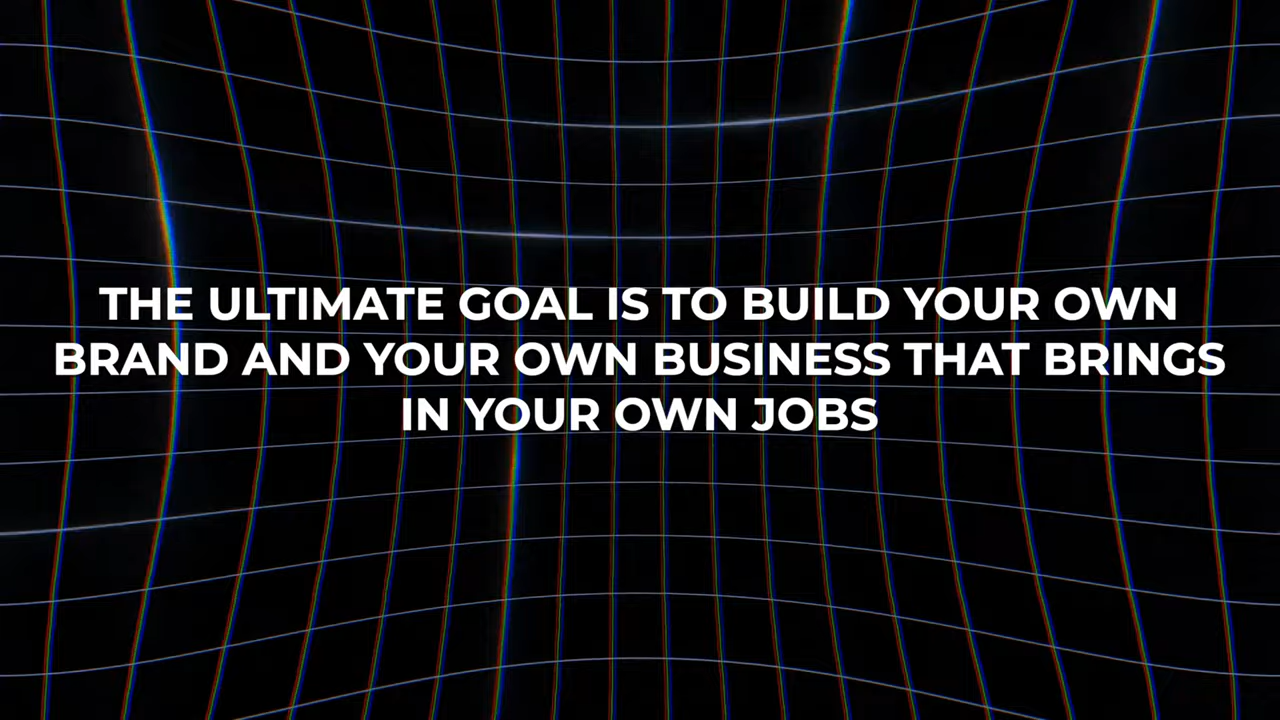 THE ULTIMATE GOAL IS TO BUILD YOUR OWN
BRAND AND YOUR OWN BUSINESS THAT BRINGS
IN YOUR OWN JOBS